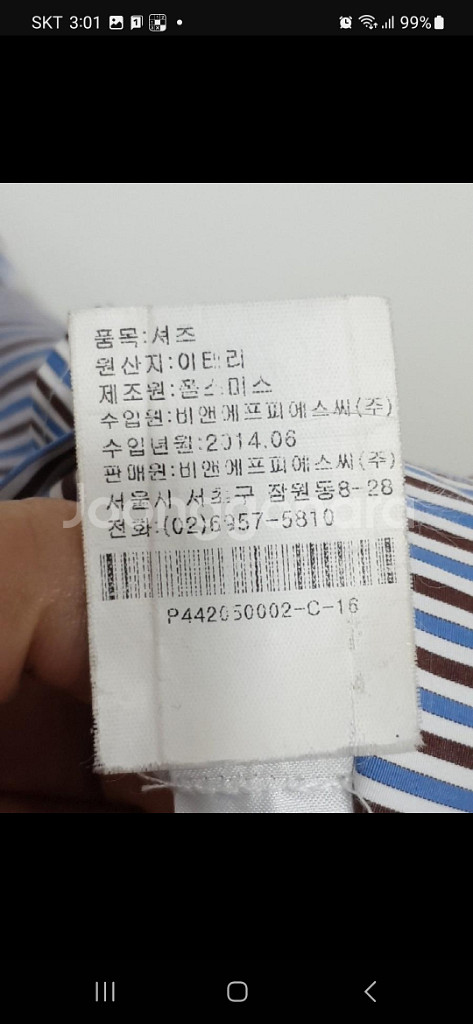 SKT 3:01 99%
품목:셔츠
원산지:이태리
제조원:짬스미스
수입원:비앤에프피에스씨(주)
수입년월:2014.06
판매원:비앤에프피에스씨(주)
서울시 서초구 잠원동8-28
전화:(02)6957-5810
P442050002-C-16